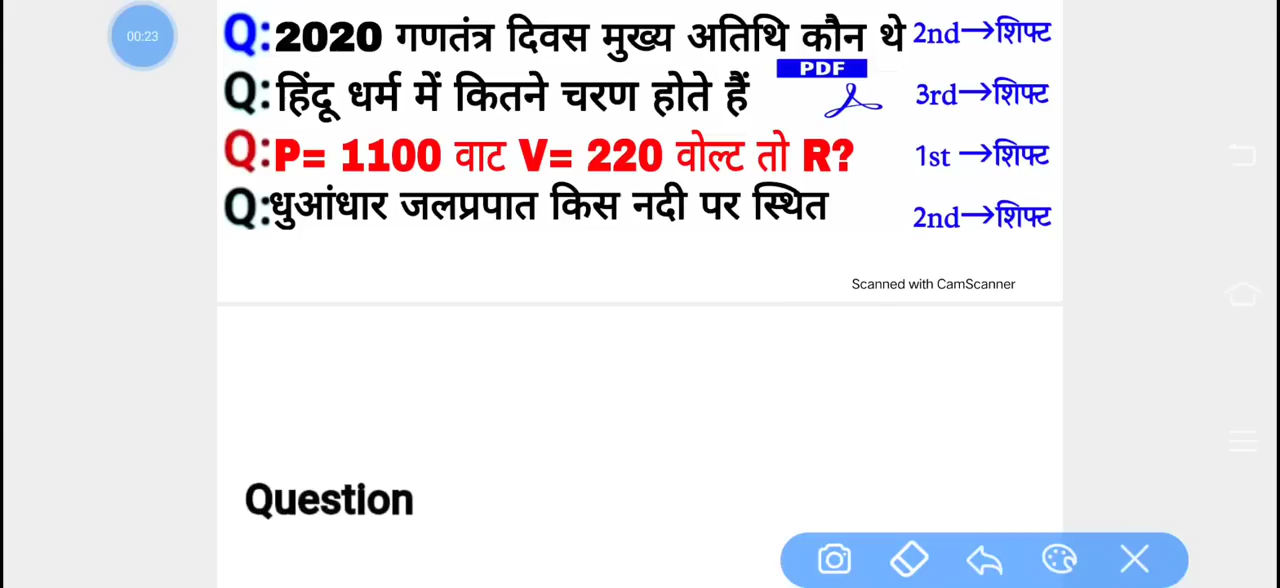 00:23
Q:2020 गणतंत्र दिवस मुख्य अतिथि कौन थे 2nd→शिफ्ट
PDF
Q:हिंदू धर्म में कितने चरण होते हैं 3rd→शिफ्ट
Q:P= 1100 वाट V= 220 वोल्ट तो R? 1st →शिफ्ट
Q:धुआंधार जलप्रपात किस नदी पर स्थित 2nd→शिफ्ट
Scanned with CamScanner
Question